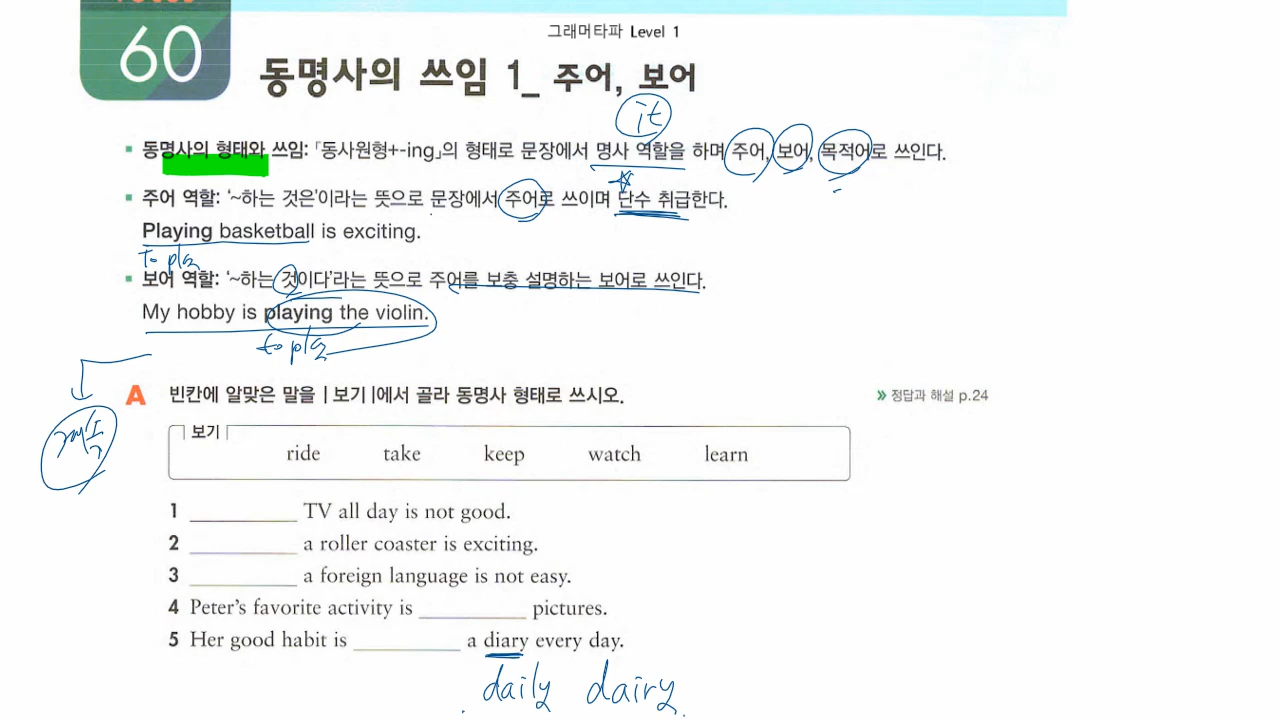 그래머타파 Level 1
60
동명사의 쓰임 1_ 주어, 보어
it
▪ 동명사의 형태와 쓰임: 「동사원형+-ing」의 형태로 문장에서 명사 역할을 하며 주어, 보어, 목적어로 쓰인다.
▪ 주어 역할: ‘~하는 것은’이라는 뜻으로 문장에서 주어로 쓰이며 단수 취급한다.
Playing basketball is exciting.
to play
▪ 보어 역할: ‘~하는 것이다’라는 뜻으로 주어를 보충 설명하는 보어로 쓰인다.
My hobby is playing the violin.
to play
A 빈칸에 알맞은 말을 |보기|에서 골라 동명사 형태로 쓰시오.
» 정답과 해설 p.24
보기
ride take keep watch learn
1 __________ TV all day is not good.
2 __________ a roller coaster is exciting.
3 __________ a foreign language is not easy.
4 Peter’s favorite activity is __________ pictures.
5 Her good habit is __________ a diary every day.
daily dairy